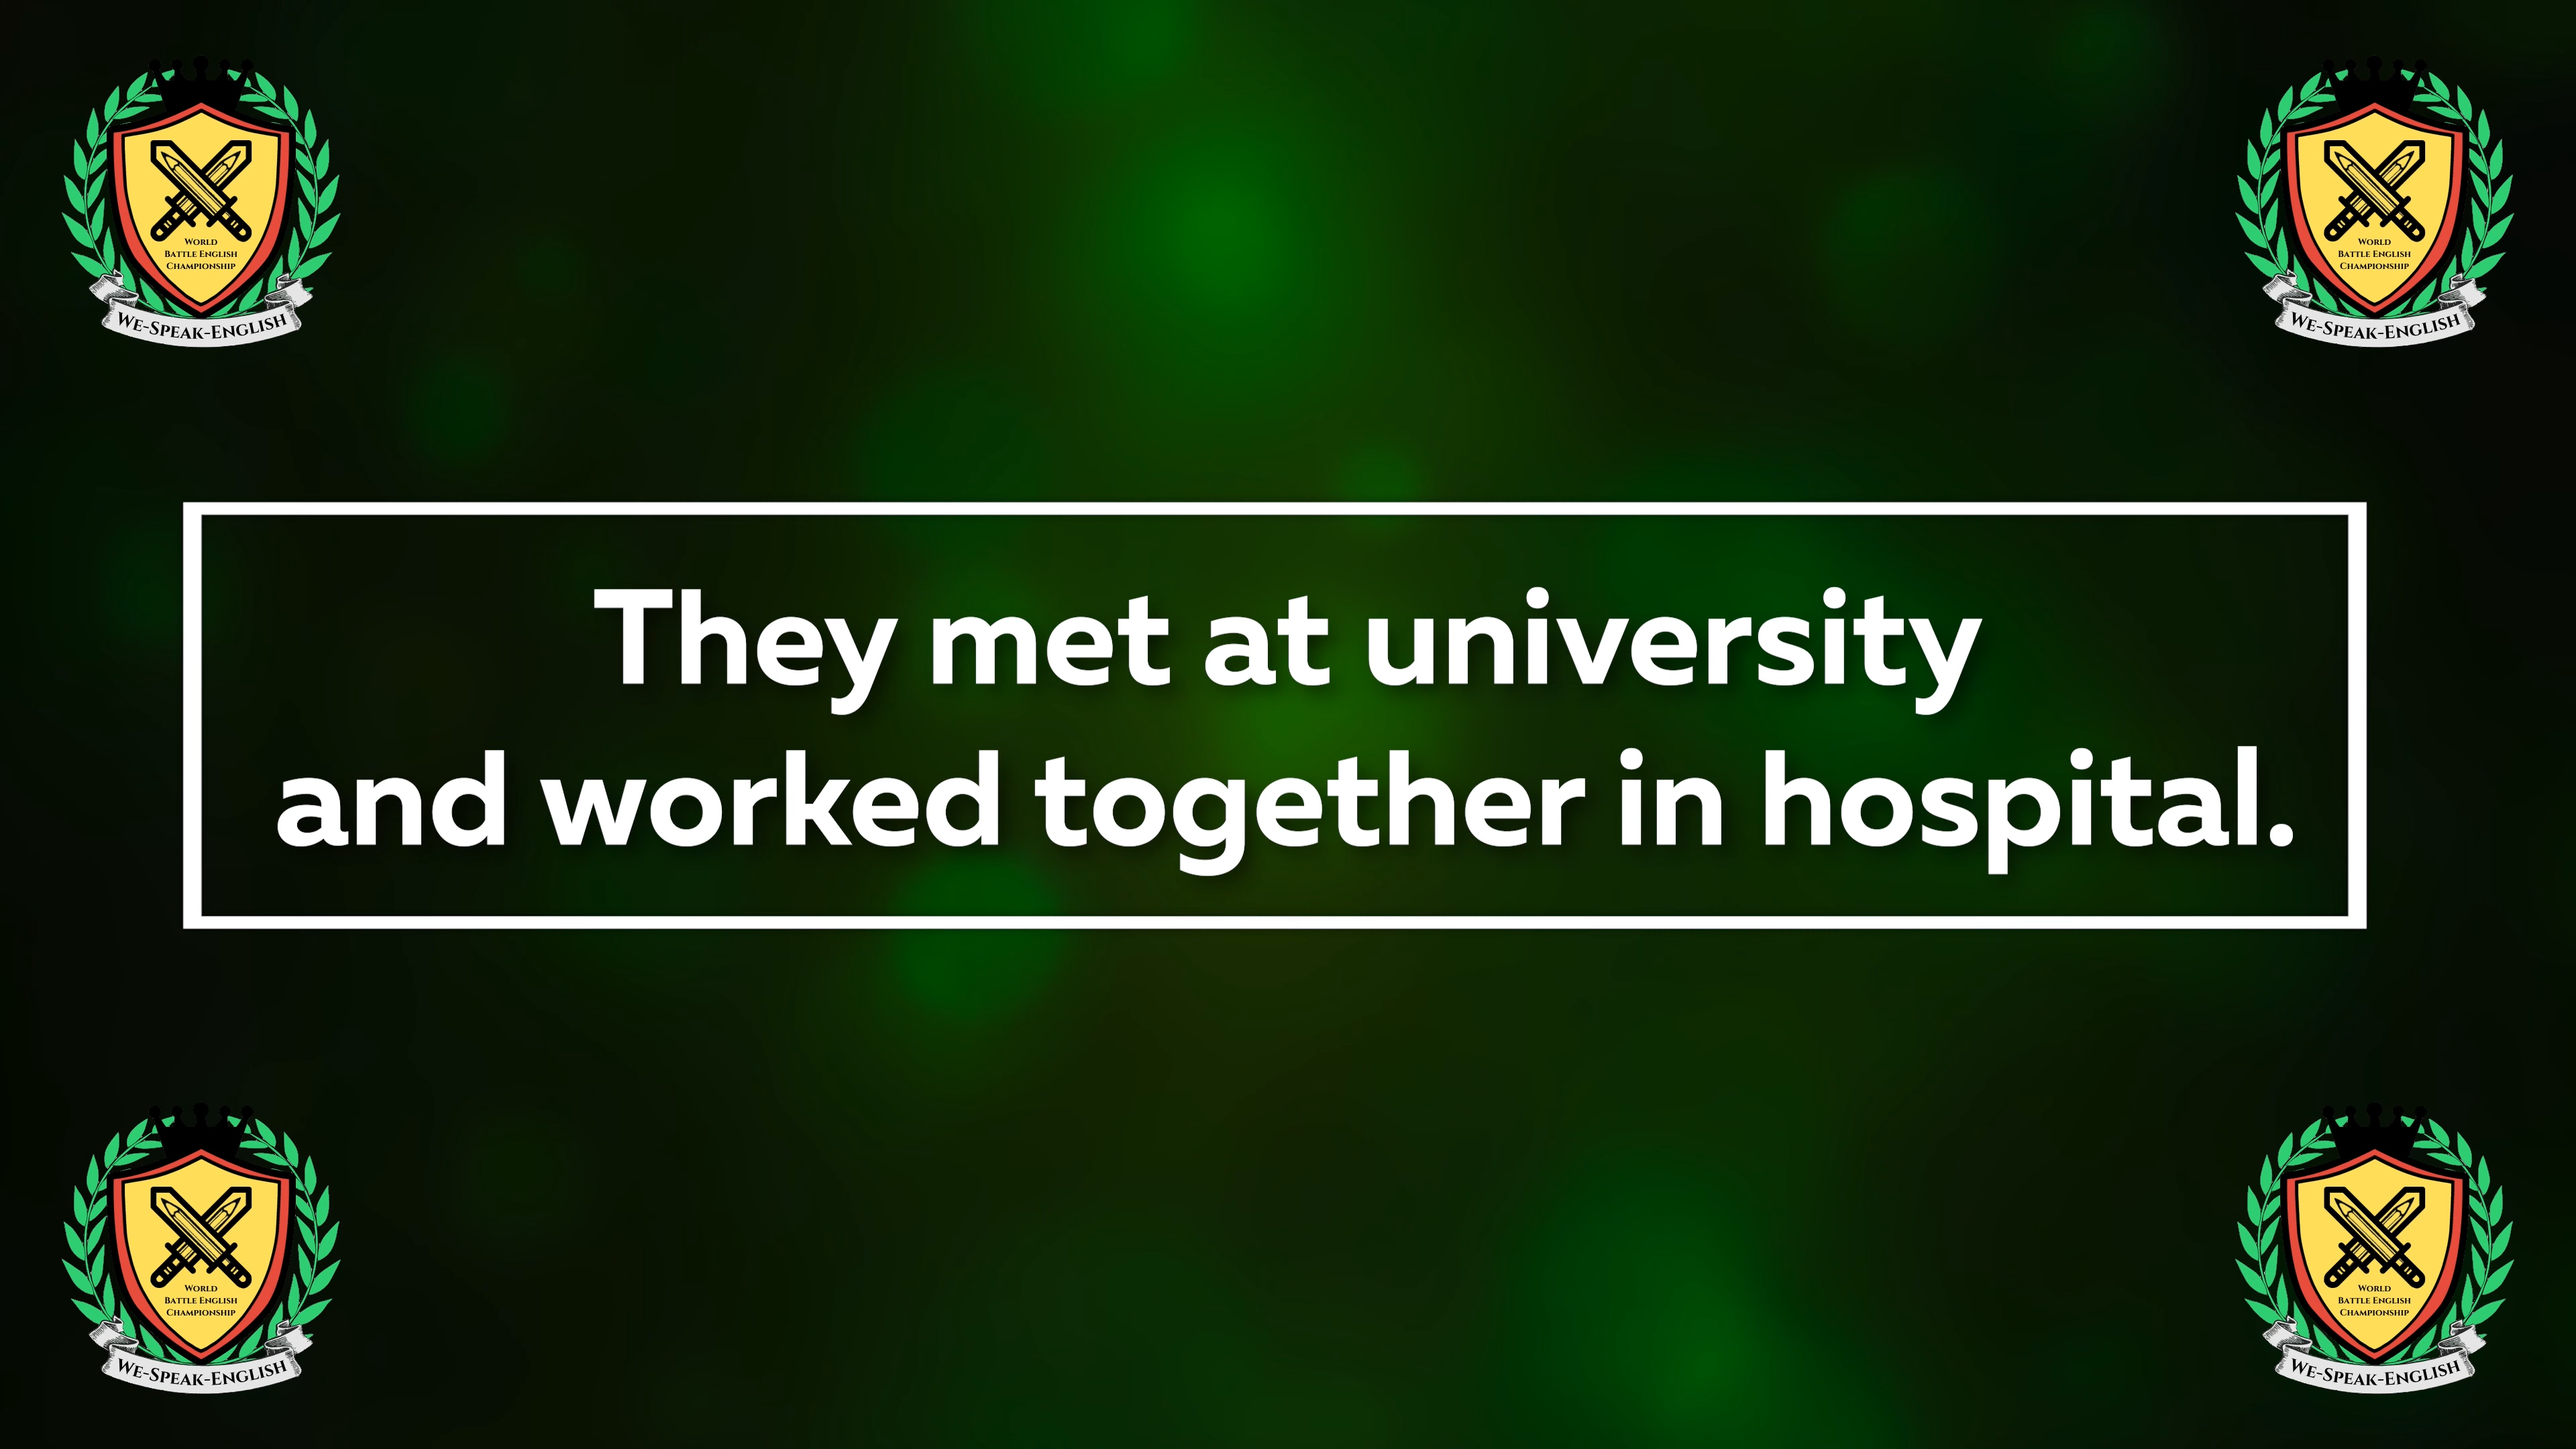 WORLD
BATTLE ENGLISH
CHAMPIONSHIP
WE-SPEAK-ENGLISH
WORLD
BATTLE ENGLISH
CHAMPIONSHIP
WE-SPEAK-ENGLISH
They met at university
and worked together in hospital.
WORLD
BATTLE ENGLISH
CHAMPIONSHIP
WE-SPEAK-ENGLISH
WORLD
BATTLE ENGLISH
CHAMPIONSHIP
WE-SPEAK-ENGLISH